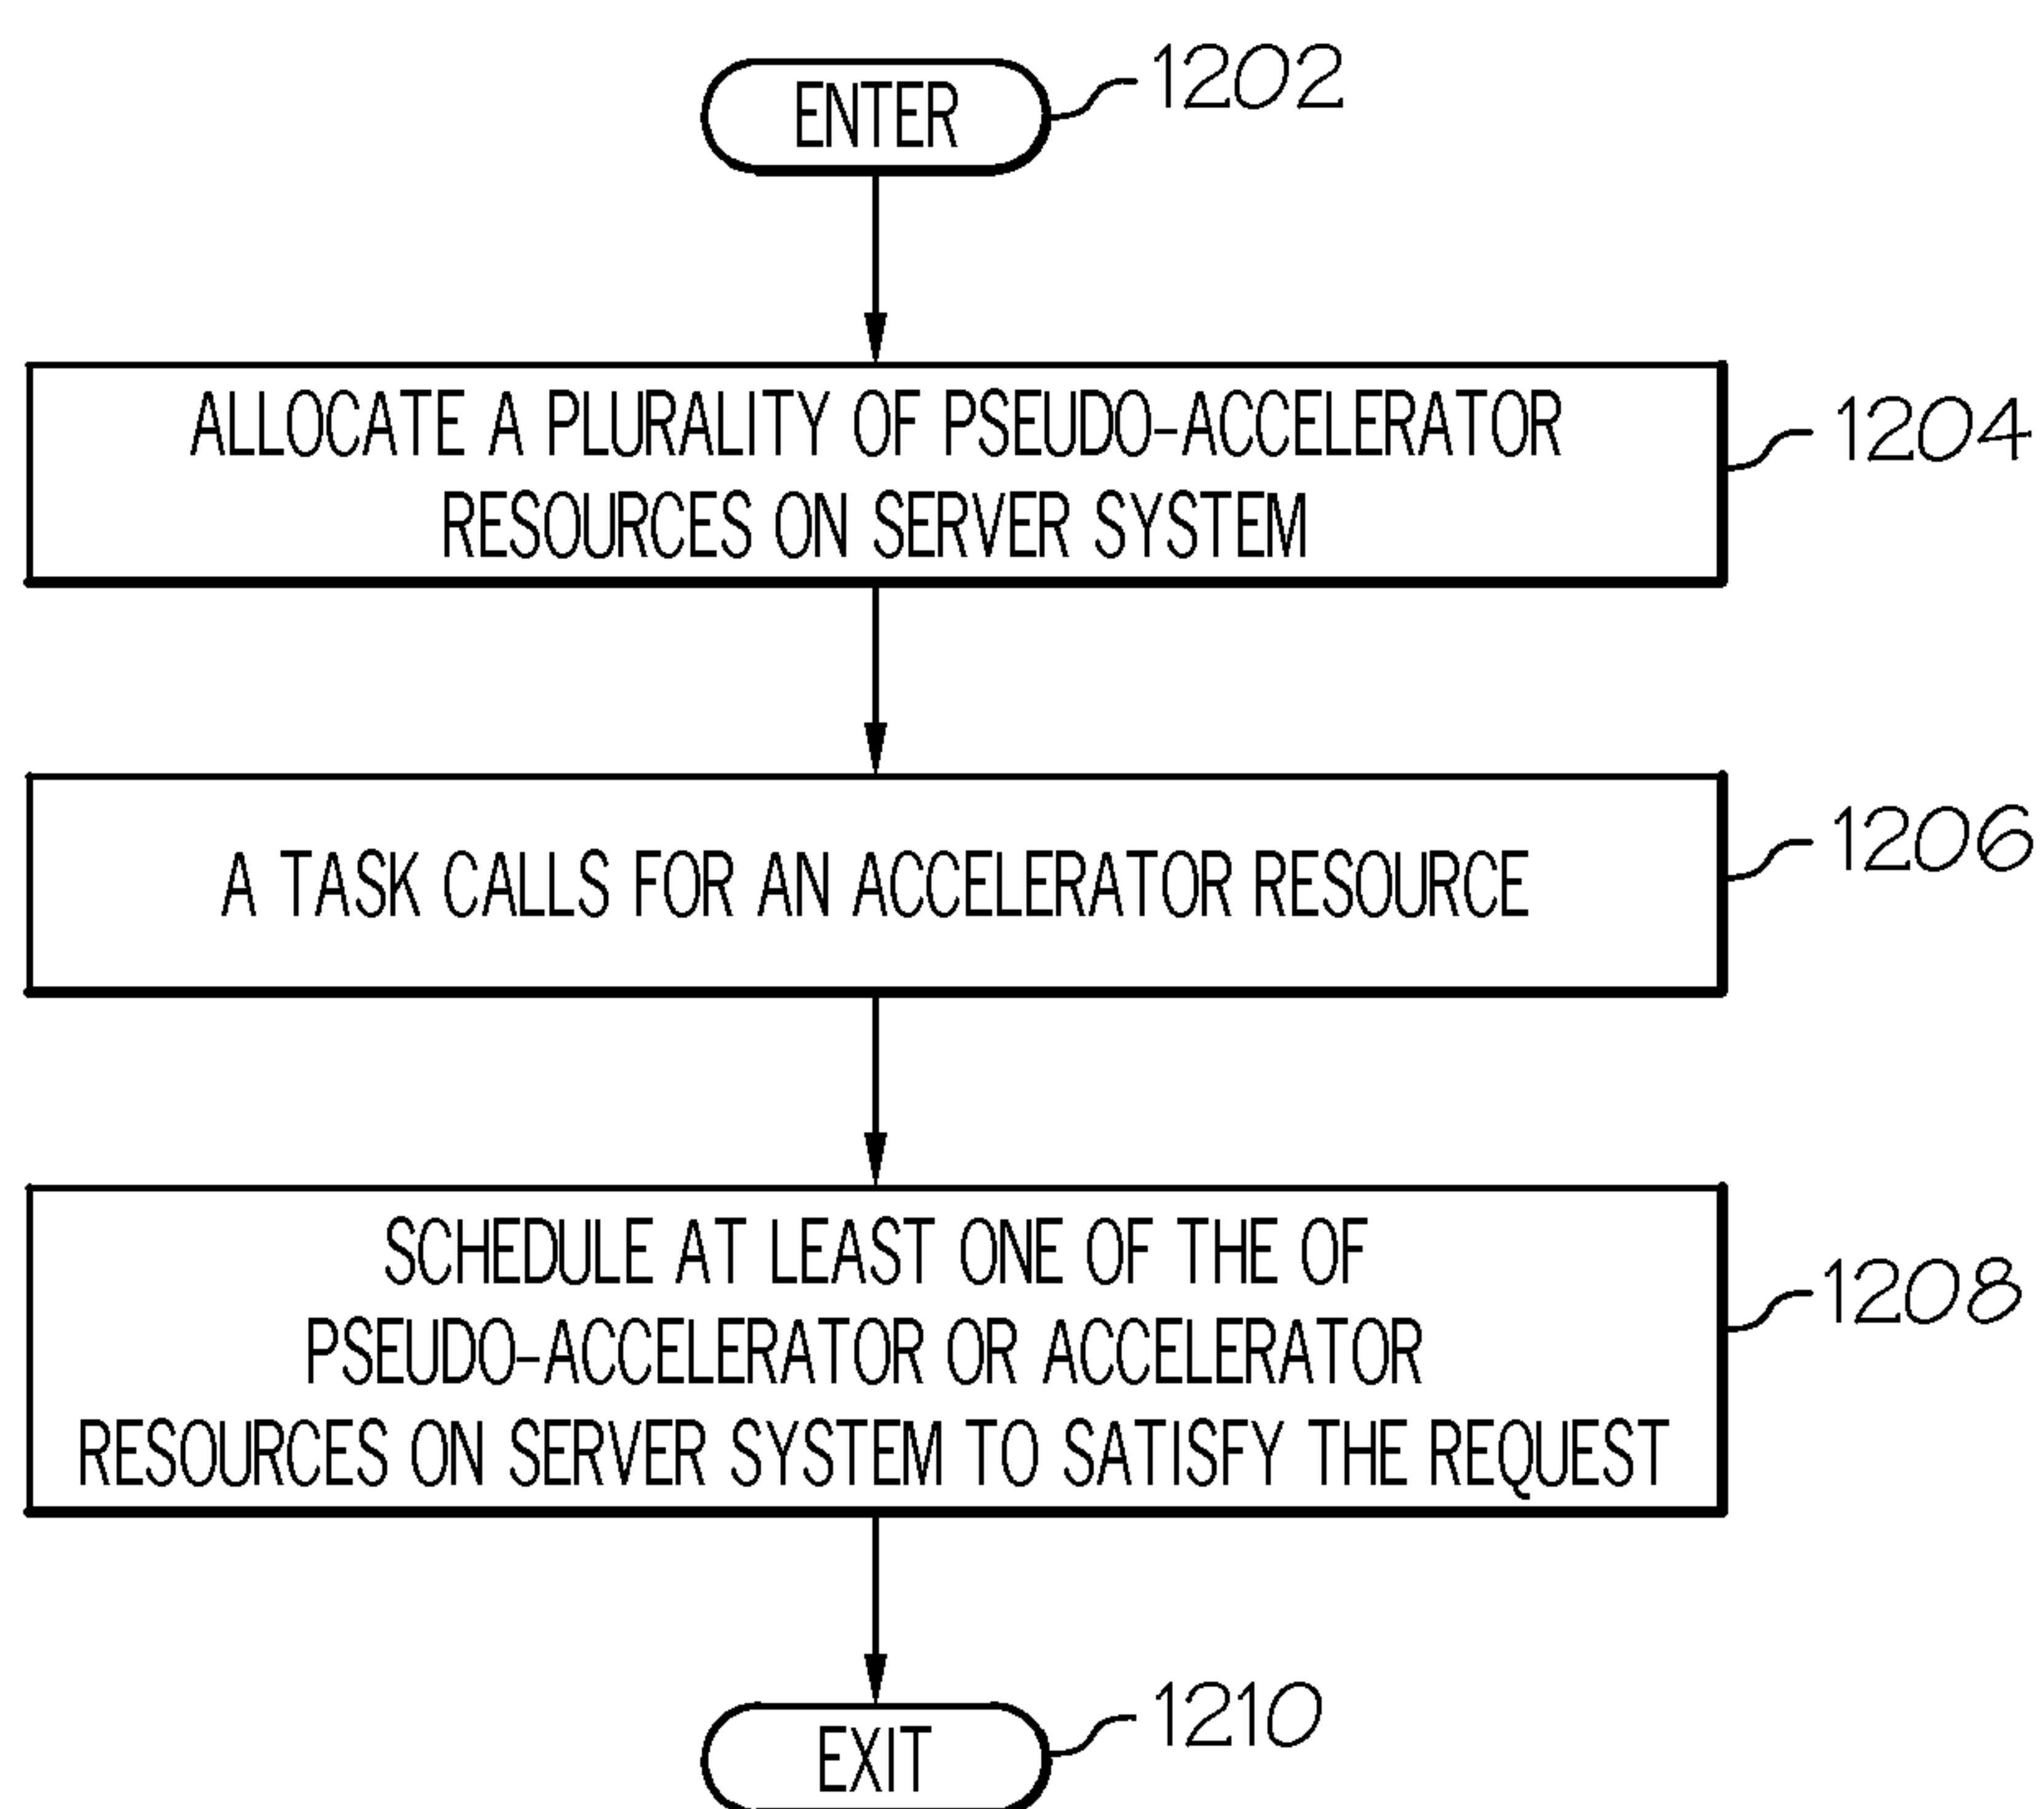 ENTER
1202
ALLOCATE A PLURALITY OF PSEUDO-ACCELERATOR
RESOURCES ON SERVER SYSTEM
1204
A TASK CALLS FOR AN ACCELERATOR RESOURCE
1206
SCHEDULE AT LEAST ONE OF THE OF
PSEUDO-ACCELERATOR OR ACCELERATOR
RESOURCES ON SERVER SYSTEM TO SATISFY THE REQUEST
1208
EXIT
1210